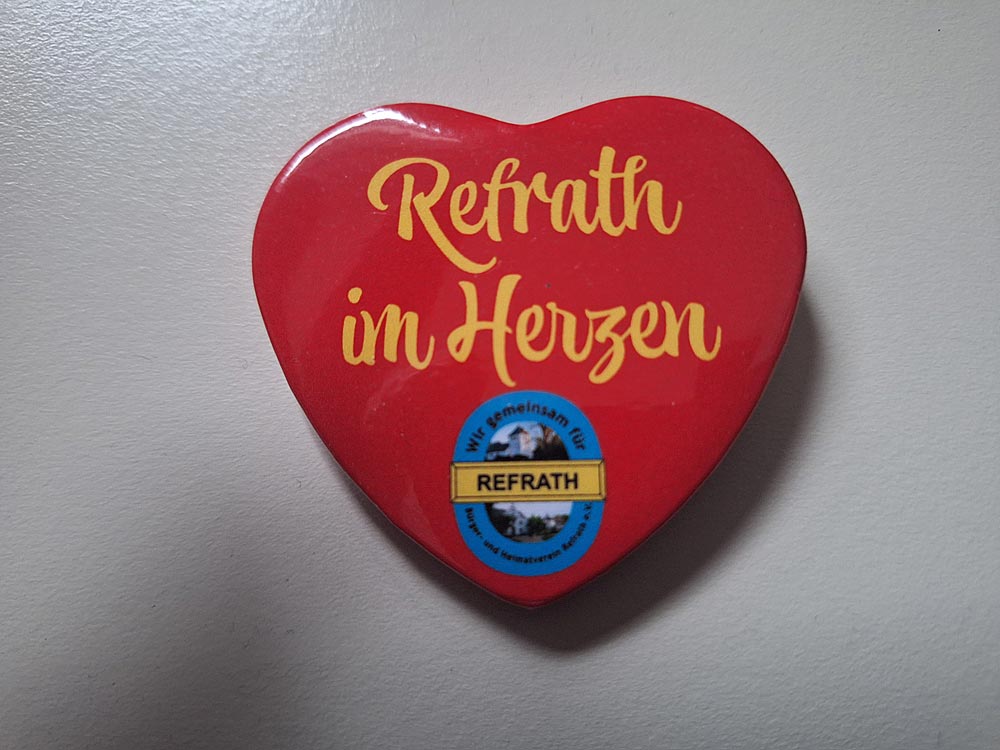 Refrath
im Herzen
Wir gemeinsam für
REFRATH
Bürger- und Heimatverein Refrath e.V.